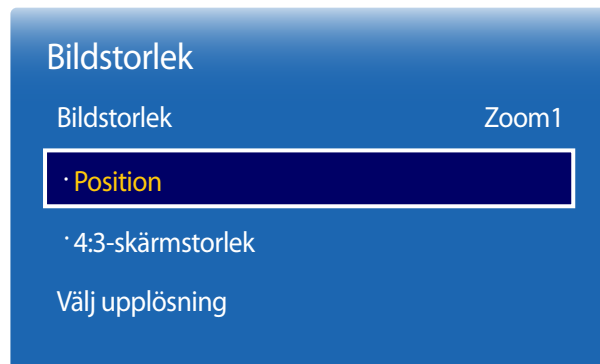 Bildstorlek
Bildstorlek Zoom1
· Position
· 4:3-skärmstorlek
Välj upplösning